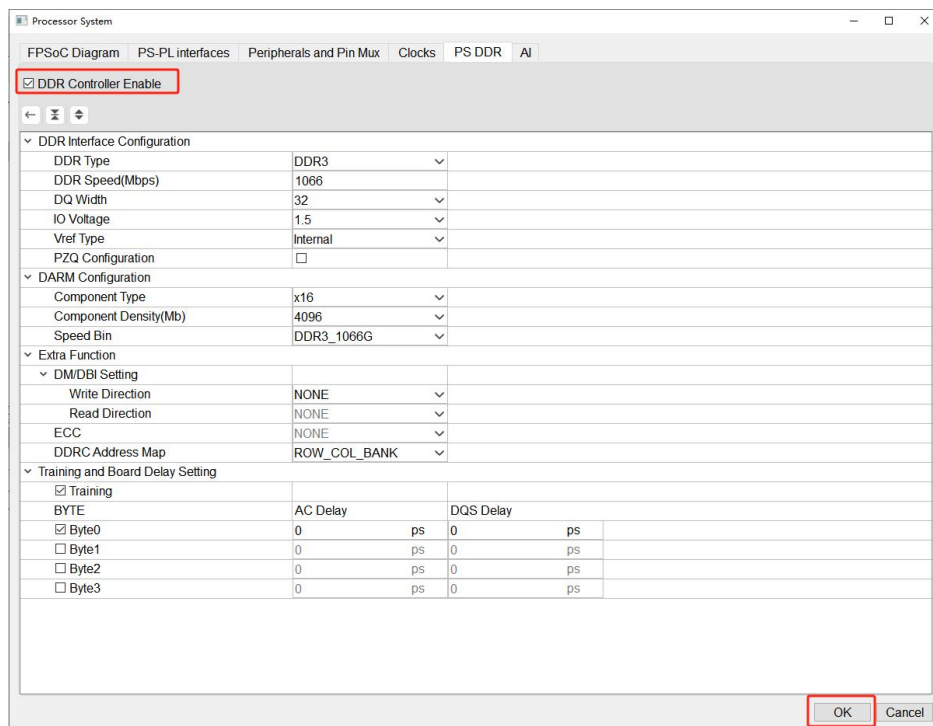 Processor System
FPSoC Diagram PS-PL interfaces Peripherals and Pin Mux Clocks PS DDR AI
DDR Controller Enable
DDR Interface Configuration
DDR Type DDR3
DDR Speed(Mbps) 1066
DQ Width 32
IO Voltage 1.5
Vref Type Internal
PZQ Configuration
DARM Configuration
Component Type x16
Component Density(Mb) 4096
Speed Bin DDR3_1066G
Extra Function
DM/DBI Setting
Write Direction NONE
Read Direction NONE
ECC NONE
DDRC Address Map ROW_COL_BANK
Training and Board Delay Setting
Training
BYTE AC Delay DQS Delay
Byte0 0 ps 0 ps
Byte1 0 ps 0 ps
Byte2 0 ps 0 ps
Byte3 0 ps 0 ps
OK Cancel